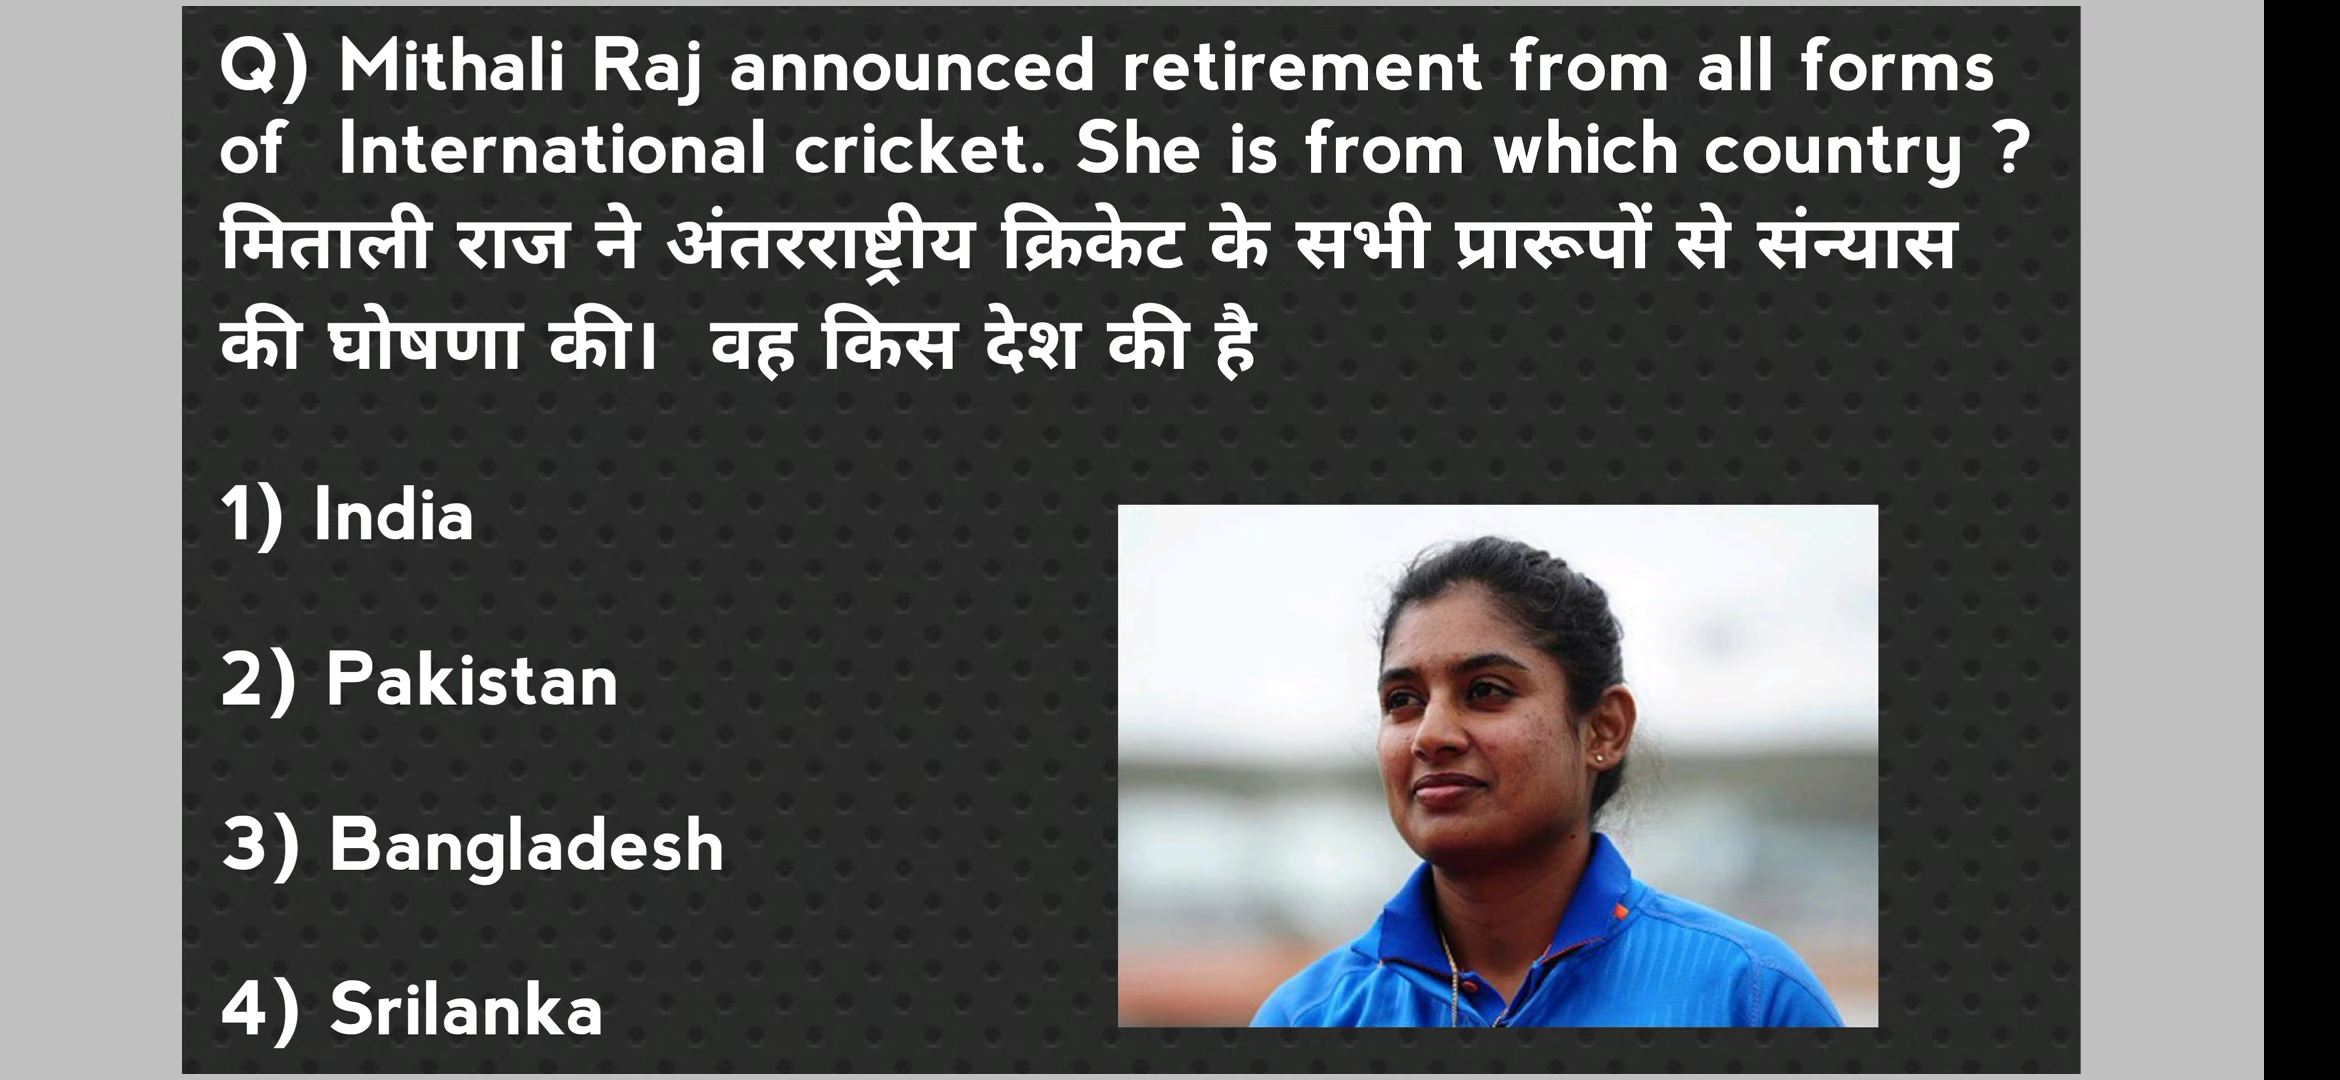 Q) Mithali Raj announced retirement from all forms
of International cricket. She is from which country ?
मिताली राज ने अंतरराष्ट्रीय क्रिकेट के सभी प्रारूपों से संन्यास
की घोषणा की। वह किस देश की है
1) India
2) Pakistan
3) Bangladesh
4) Srilanka